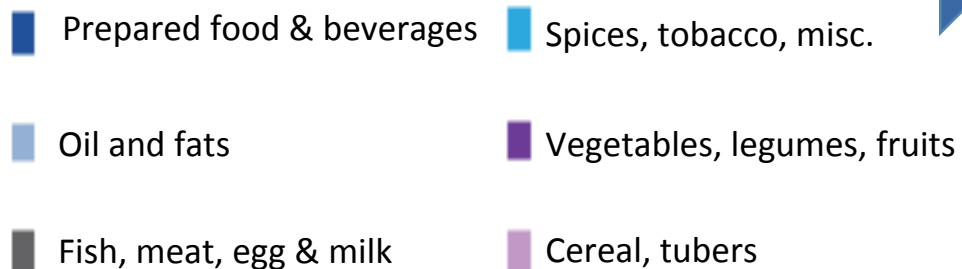 Prepared food & beverages
Spices, tobacco, misc.
Oil and fats
Vegetables, legumes, fruits
Fish, meat, egg & milk
Cereal, tubers